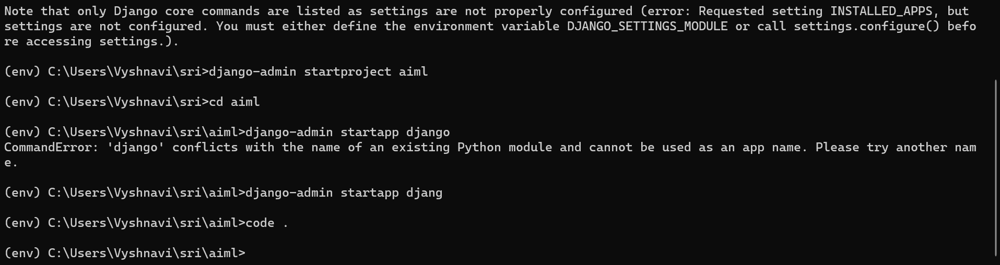 Note that only Django core commands are listed as settings are not properly configured (error: Requested setting INSTALLED_APPS, but
settings are not configured. You must either define the environment variable DJANGO_SETTINGS_MODULE or call settings.configure() befo
re accessing settings.).
(env) C:\Users\Vyshnavi\sri>django-admin startproject aiml
(env) C:\Users\Vyshnavi\sri>cd aiml
(env) C:\Users\Vyshnavi\sri\aiml>django-admin startapp django
CommandError: 'django' conflicts with the name of an existing Python module and cannot be used as an app name. Please try another nam
e.
(env) C:\Users\Vyshnavi\sri\aiml>django-admin startapp djang
(env) C:\Users\Vyshnavi\sri\aiml>code .
(env) C:\Users\Vyshnavi\sri\aiml>